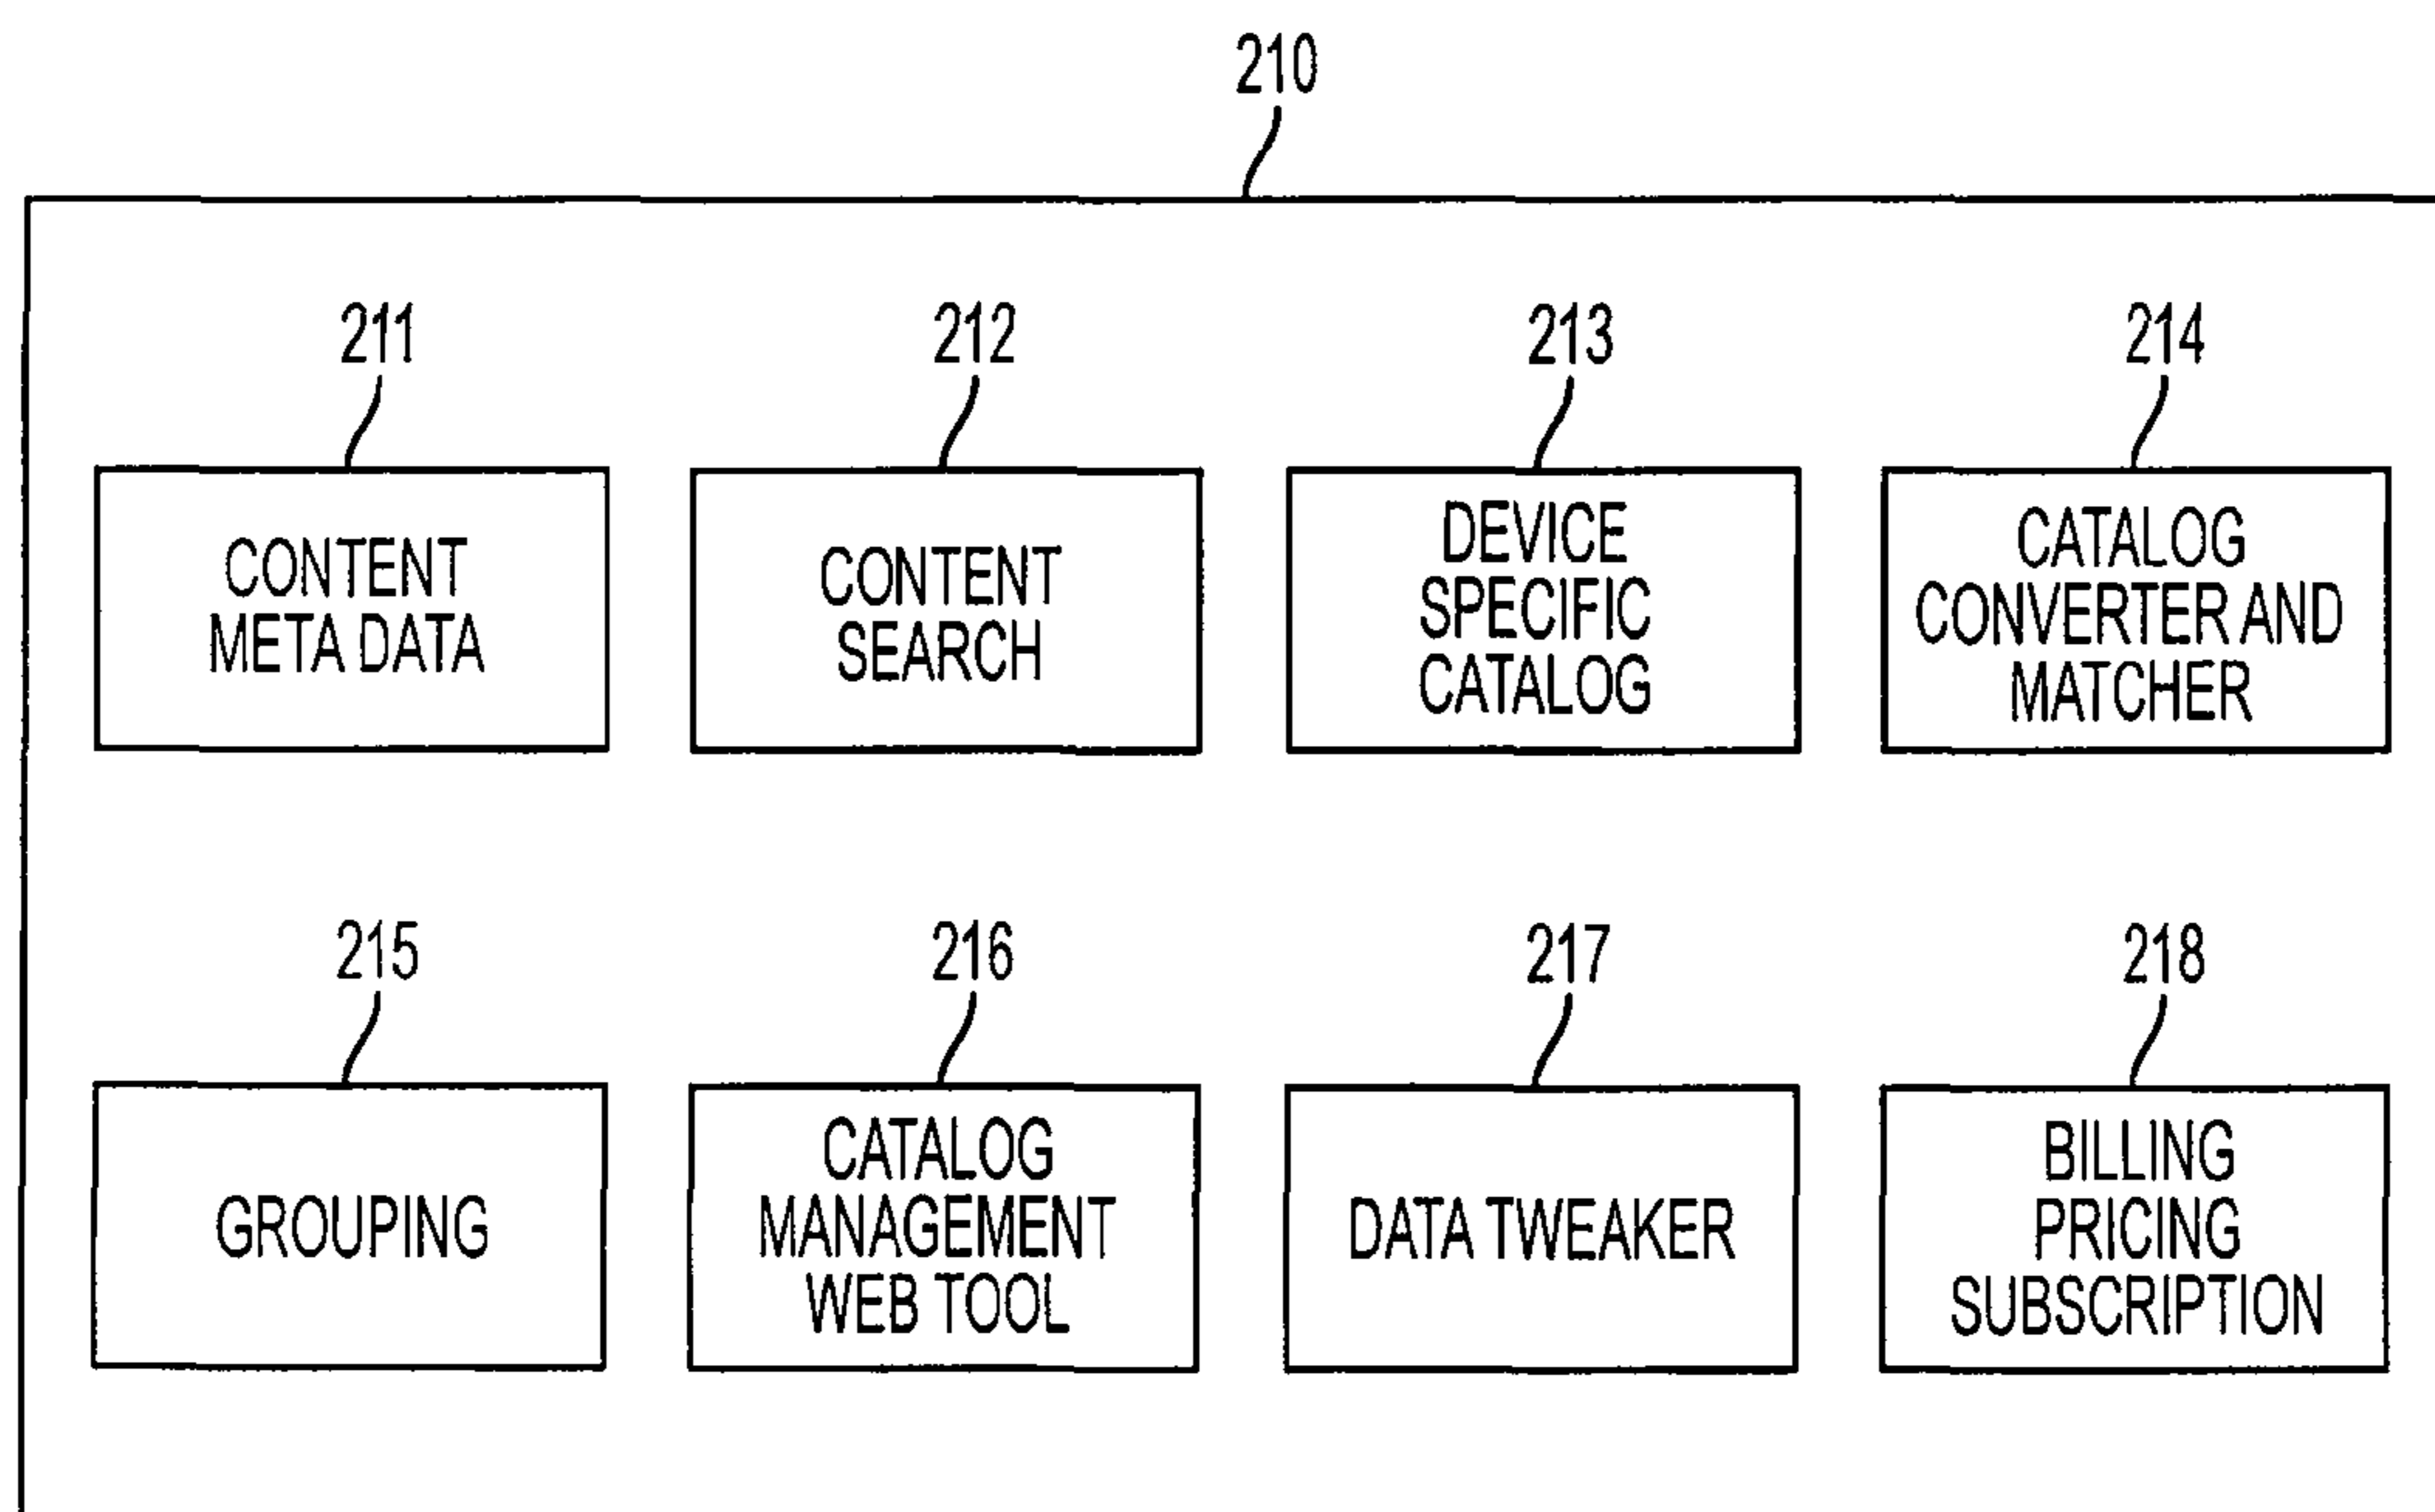 210
211
212
213
214
CONTENT
META DATA
CONTENT
SEARCH
DEVICE
SPECIFIC
CATALOG
CATALOG
CONVERTER AND
MATCHER
215
216
217
218
GROUPING
CATALOG
MANAGEMENT
WEB TOOL
DATA TWEAKER
BILLING
PRICING
SUBSCRIPTION